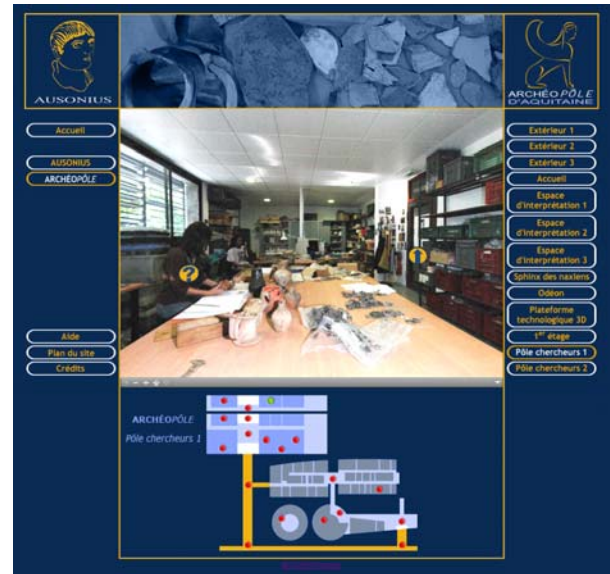 AUSONIUS
ARCHÉOPÔLE
D'AQUITAINE
Accueil
AUSONIUS
ARCHÉOPÔLE
Aide
Plan du site
Crédits
?
Extérieur 1
Extérieur 2
Extérieur 3
Accueil
Espace
d'interprétation 1
Espace
d'interprétation 2
Espace
d'interprétation 3
Sphinx des naxiens
Odéon
Plateforme
technologique 3D
1er étage
Pôle chercheurs 1
Pôle chercheurs 2
ARCHÉOPÔLE
Pôle chercheurs 1